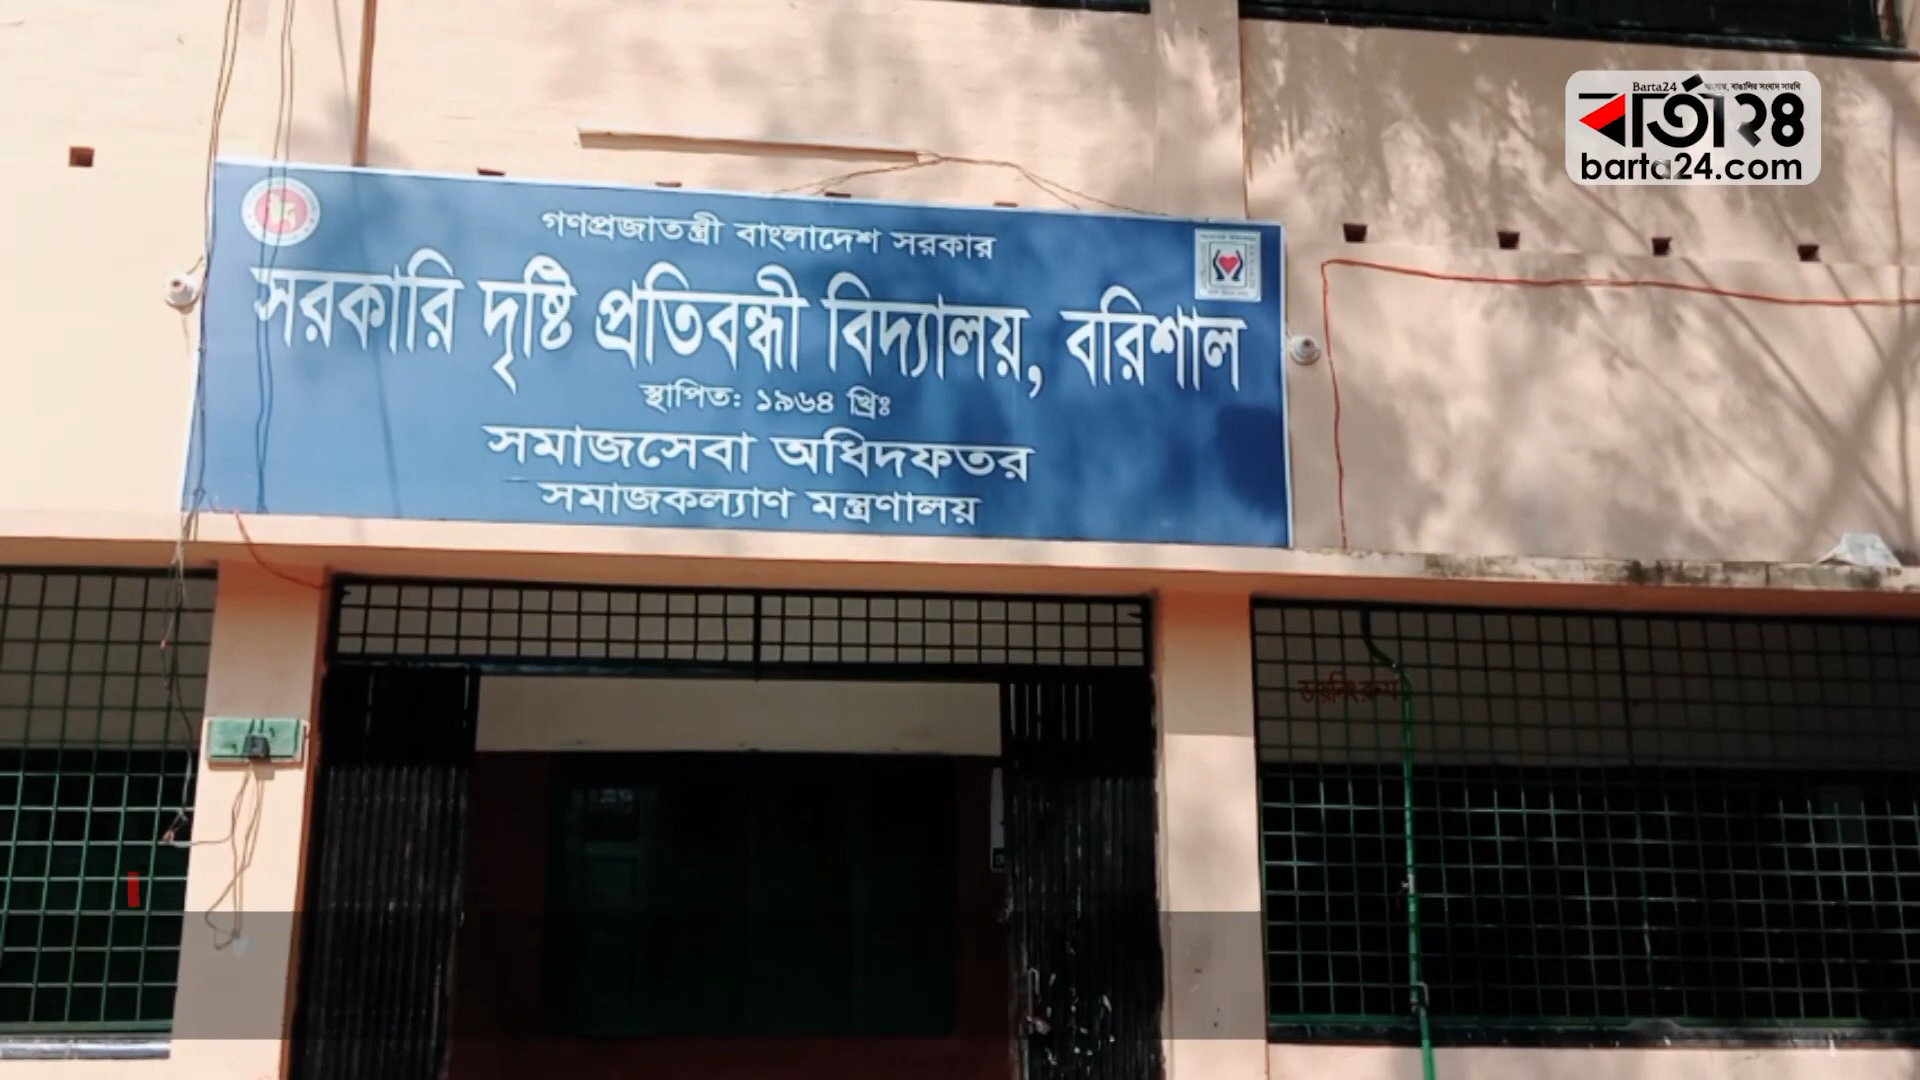 Barta24
বার্তা২৪
barta24.com
গণপ্রজাতন্ত্রী বাংলাদেশ সরকার
সরকারি দৃষ্টি প্রতিবন্ধী বিদ্যালয়, বরিশাল
স্থাপিত: ১৯৬৪ খ্রিঃ
সমাজসেবা অধিদফতর
সমাজকল্যাণ মন্ত্রণালয়
ডায়নিংরুম